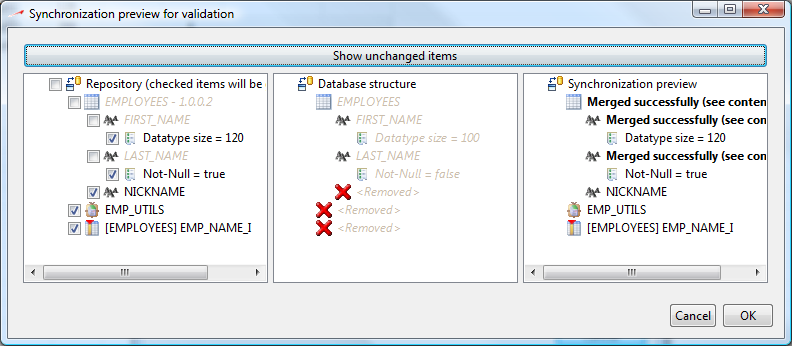 Synchronization preview for validation
Show unchanged items
Repository (checked items will be
EMPLOYEES - 1.0.0.2
FIRST_NAME
Datatype size = 120
LAST_NAME
Not-Null = true
NICKNAME
EMP_UTILS
[EMPLOYEES] EMP_NAME_I
Database structure
EMPLOYEES
FIRST_NAME
Datatype size = 100
LAST_NAME
Not-Null = false
<Removed>
<Removed>
<Removed>
Synchronization preview
Merged successfully (see conten
Merged successfully (see con
Datatype size = 120
Merged successfully (see con
Not-Null = true
NICKNAME
EMP_UTILS
[EMPLOYEES] EMP_NAME_I
Cancel
OK